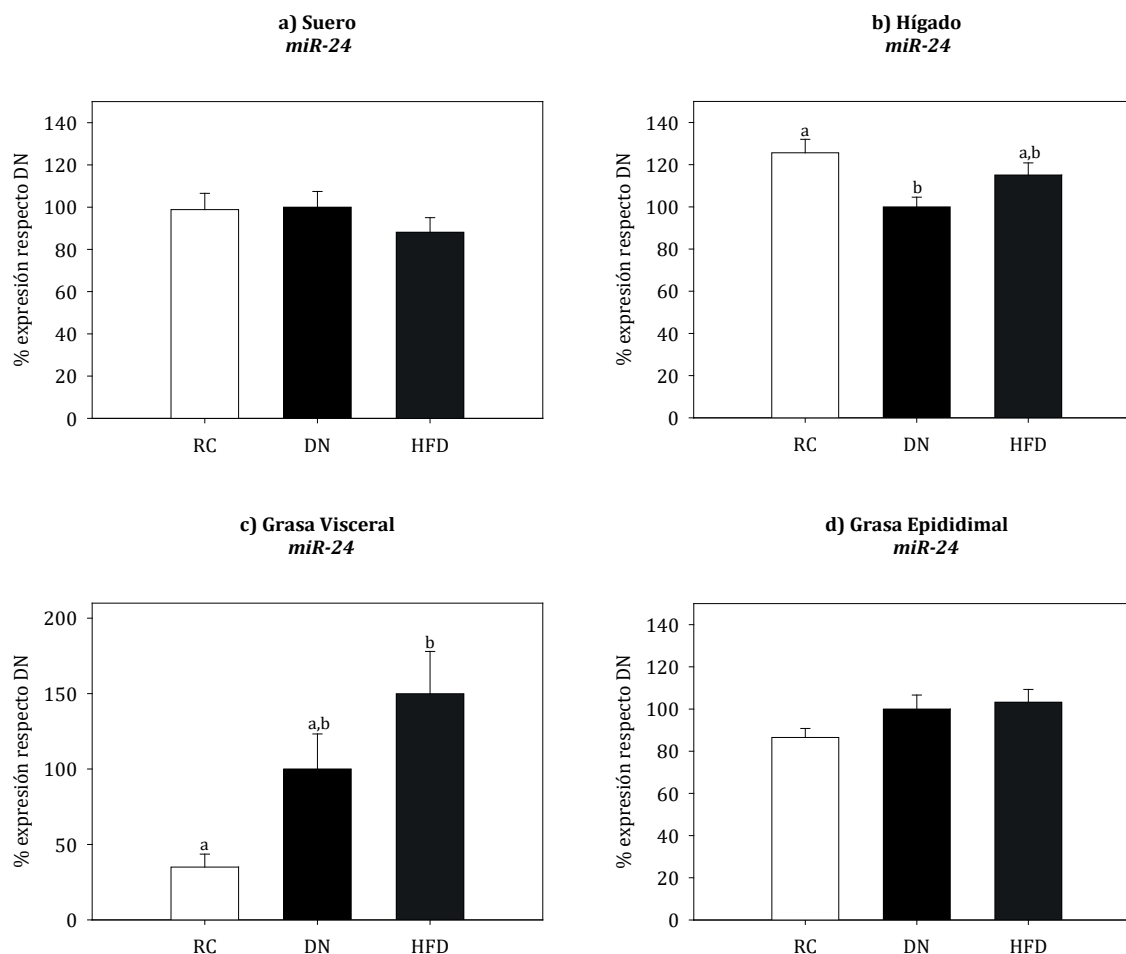 a) Suero
miR-24
% expresión respecto DN
140
120
100
80
60
40
20
0
RC DN HFD
b) Hígado
miR-24
% expresión respecto DN
140
120
100
80
60
40
20
0
a
b
a,b
RC DN HFD
c) Grasa Visceral
miR-24
% expresión respecto DN
200
150
100
50
0
a
a,b
b
RC DN HFD
d) Grasa Epididimal
miR-24
% expresión respecto DN
140
120
100
80
60
40
20
0
RC DN HFD